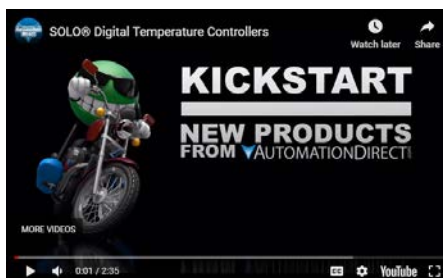 SOLO® Digital Temperature Controllers
Watch later
Share
KICKSTART
NEW PRODUCTS
FROM AUTOMATIONDIRECT
MORE VIDEOS
0:01 / 2:35
CC
YouTube